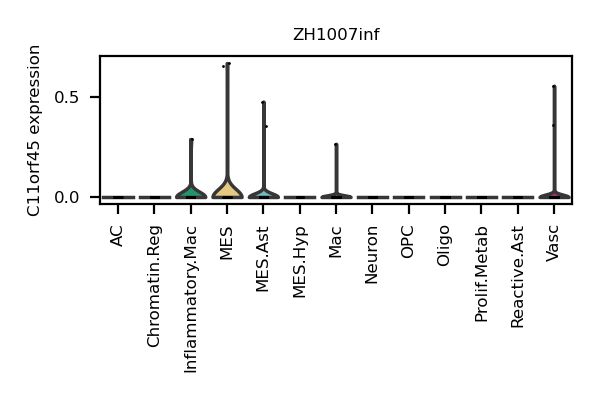 ZH1007inf
C11orf45 expression
0.5
0.0
AC
Chromatin.Reg
Inflammatory.Mac
MES
MES.Ast
MES.Hyp
Mac
Neuron
OPC
Oligo
Prolif.Metab
Reactive.Ast
Vasc